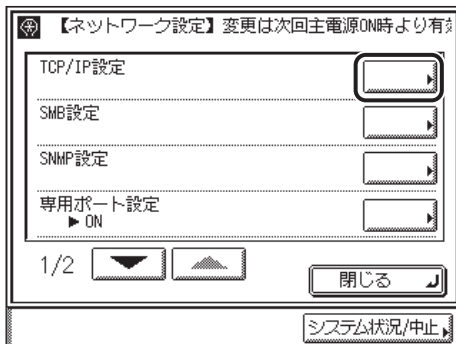 【ネットワーク設定】変更は次回主電源ON時より有
TCP/IP設定
SMB設定
SNMP設定
専用ポート設定
▶ ON
1/2
閉じる
システム状況/中止